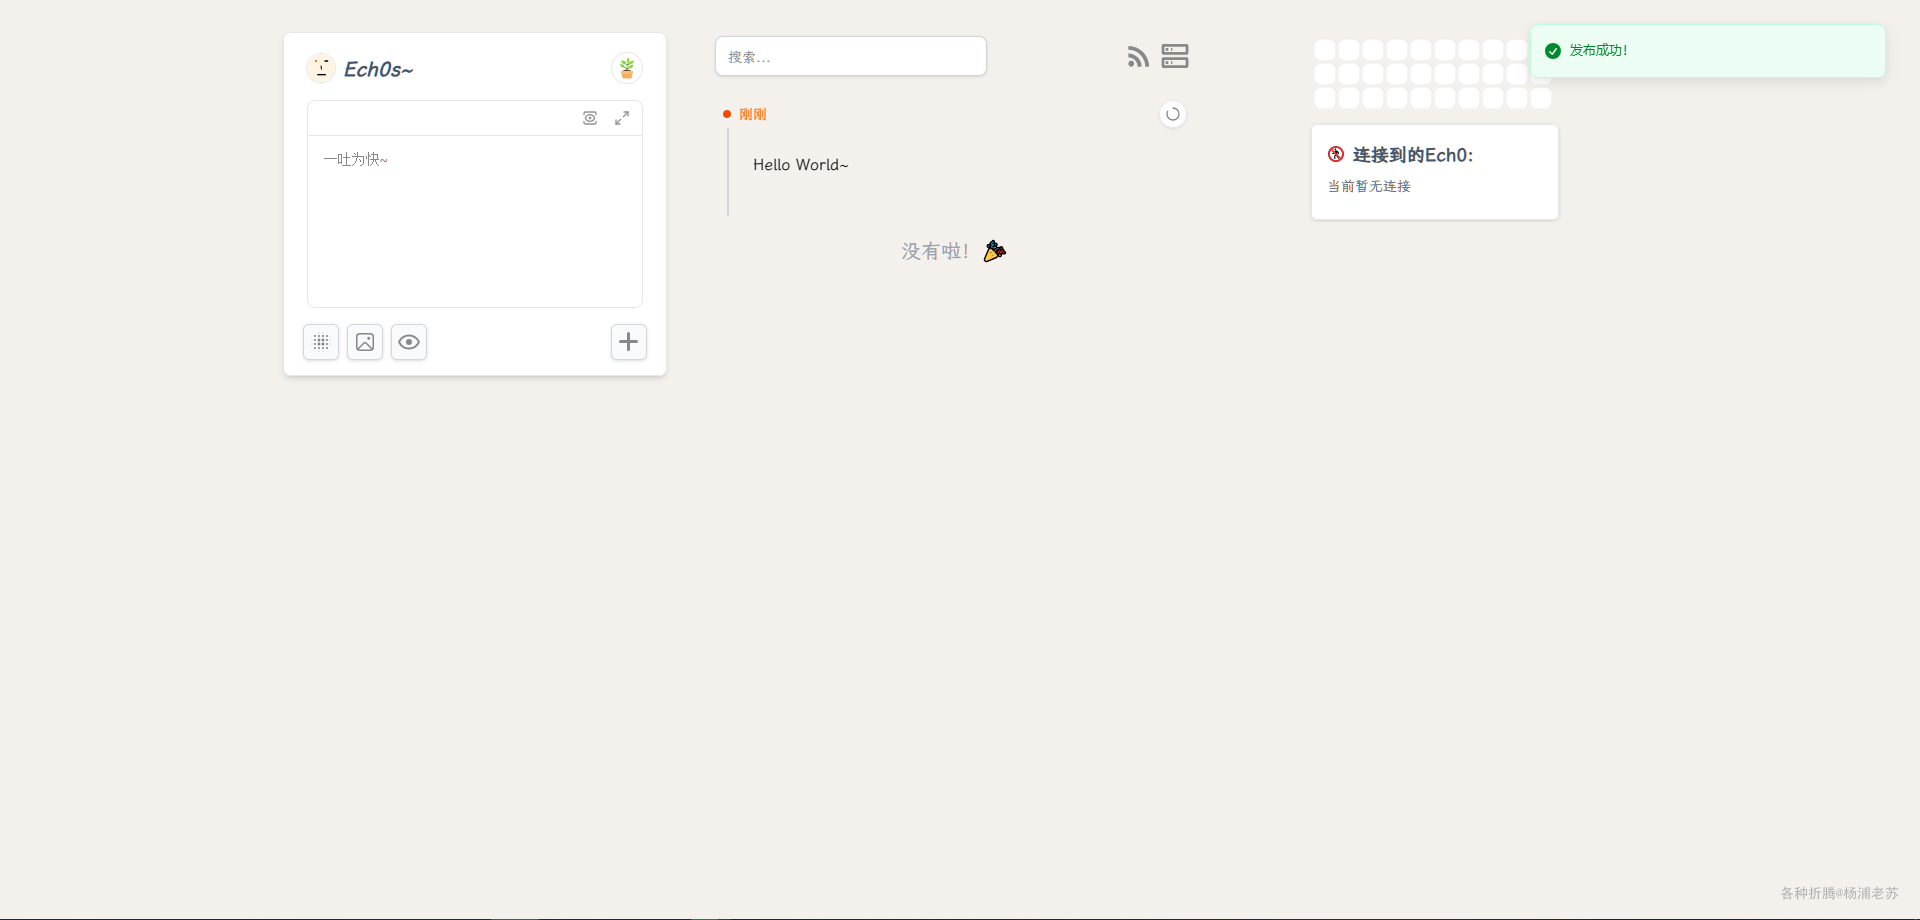 Ech0s~
一吐为快~
搜索...
刚刚
Hello World~
没有啦！
发布成功!
连接到的Ech0:
当前暂无连接
各种折腾@杨浦老苏